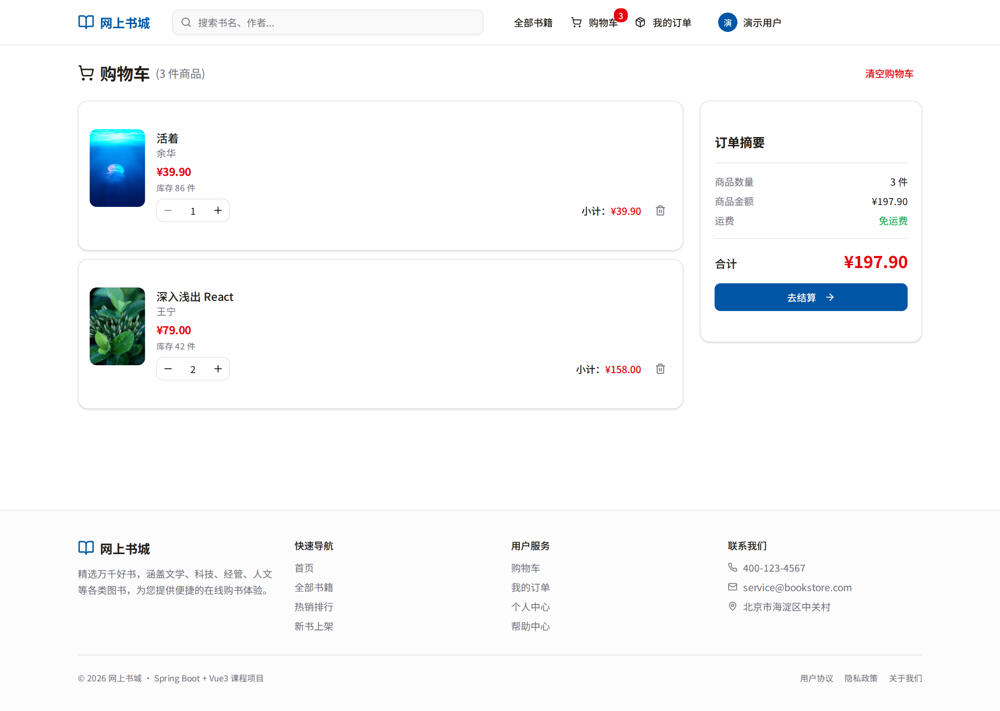 网上书城
搜索书名、作者...
全部书籍
购物车
3
我的订单
演
演示用户
购物车 (3 件商品)
清空购物车
活着
余华
¥39.90
库存 86 件
1
小计：¥39.90
深入浅出 React
王宁
¥79.00
库存 42 件
2
小计：¥158.00
订单摘要
商品数量 3 件
商品金额 ¥197.90
运费 免运费
合计 ¥197.90
去结算
网上书城
精选万千好书，涵盖文学、科技、经管、人文
等各类图书，为您提供便捷的在线购书体验。
快速导航
首页
全部书籍
热销排行
新书上架
用户服务
购物车
我的订单
个人中心
帮助中心
联系我们
400-123-4567
service@bookstore.com
北京市海淀区中关村
© 2026 网上书城 · Spring Boot + Vue3 课程项目
用户协议 隐私政策 关于我们